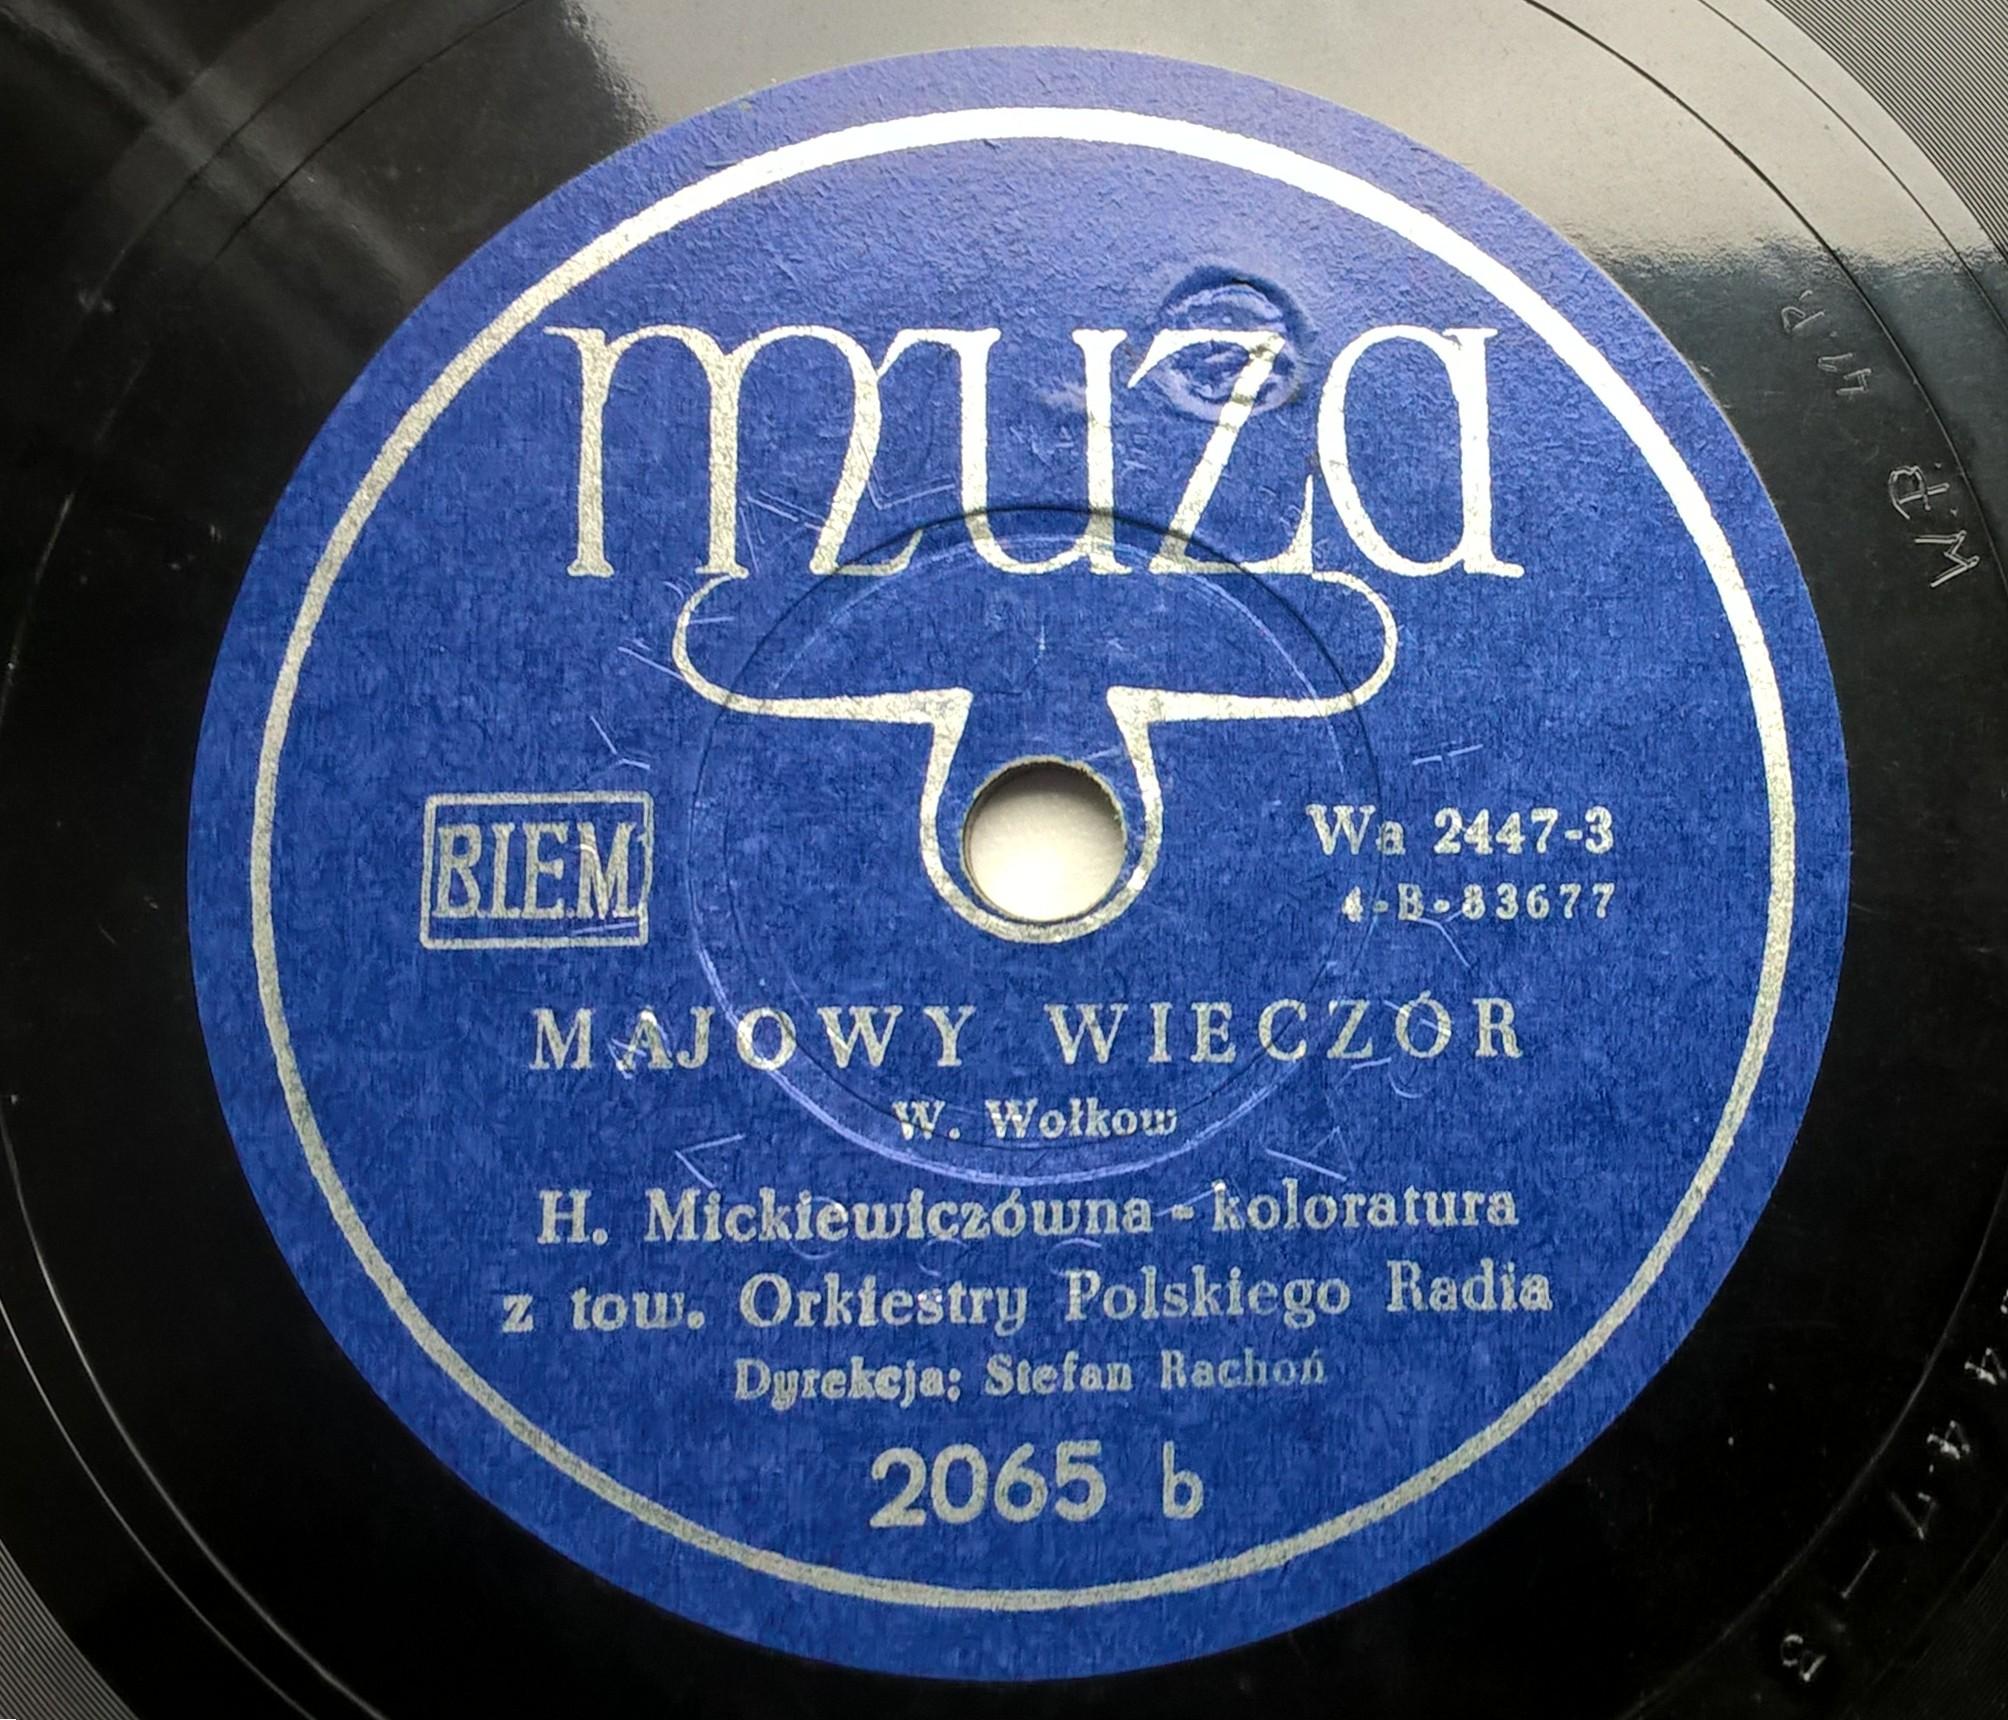 muza
B.I.E.M.
Wa 2447-3
4-B-83677
MAJOWY WIECZÓR
W. Wołkow
H. Mickiewiczówna - koloratura
z tow. Orkiestry Polskiego Radia
Dyrekcja: Stefan Rachoń
2065 b